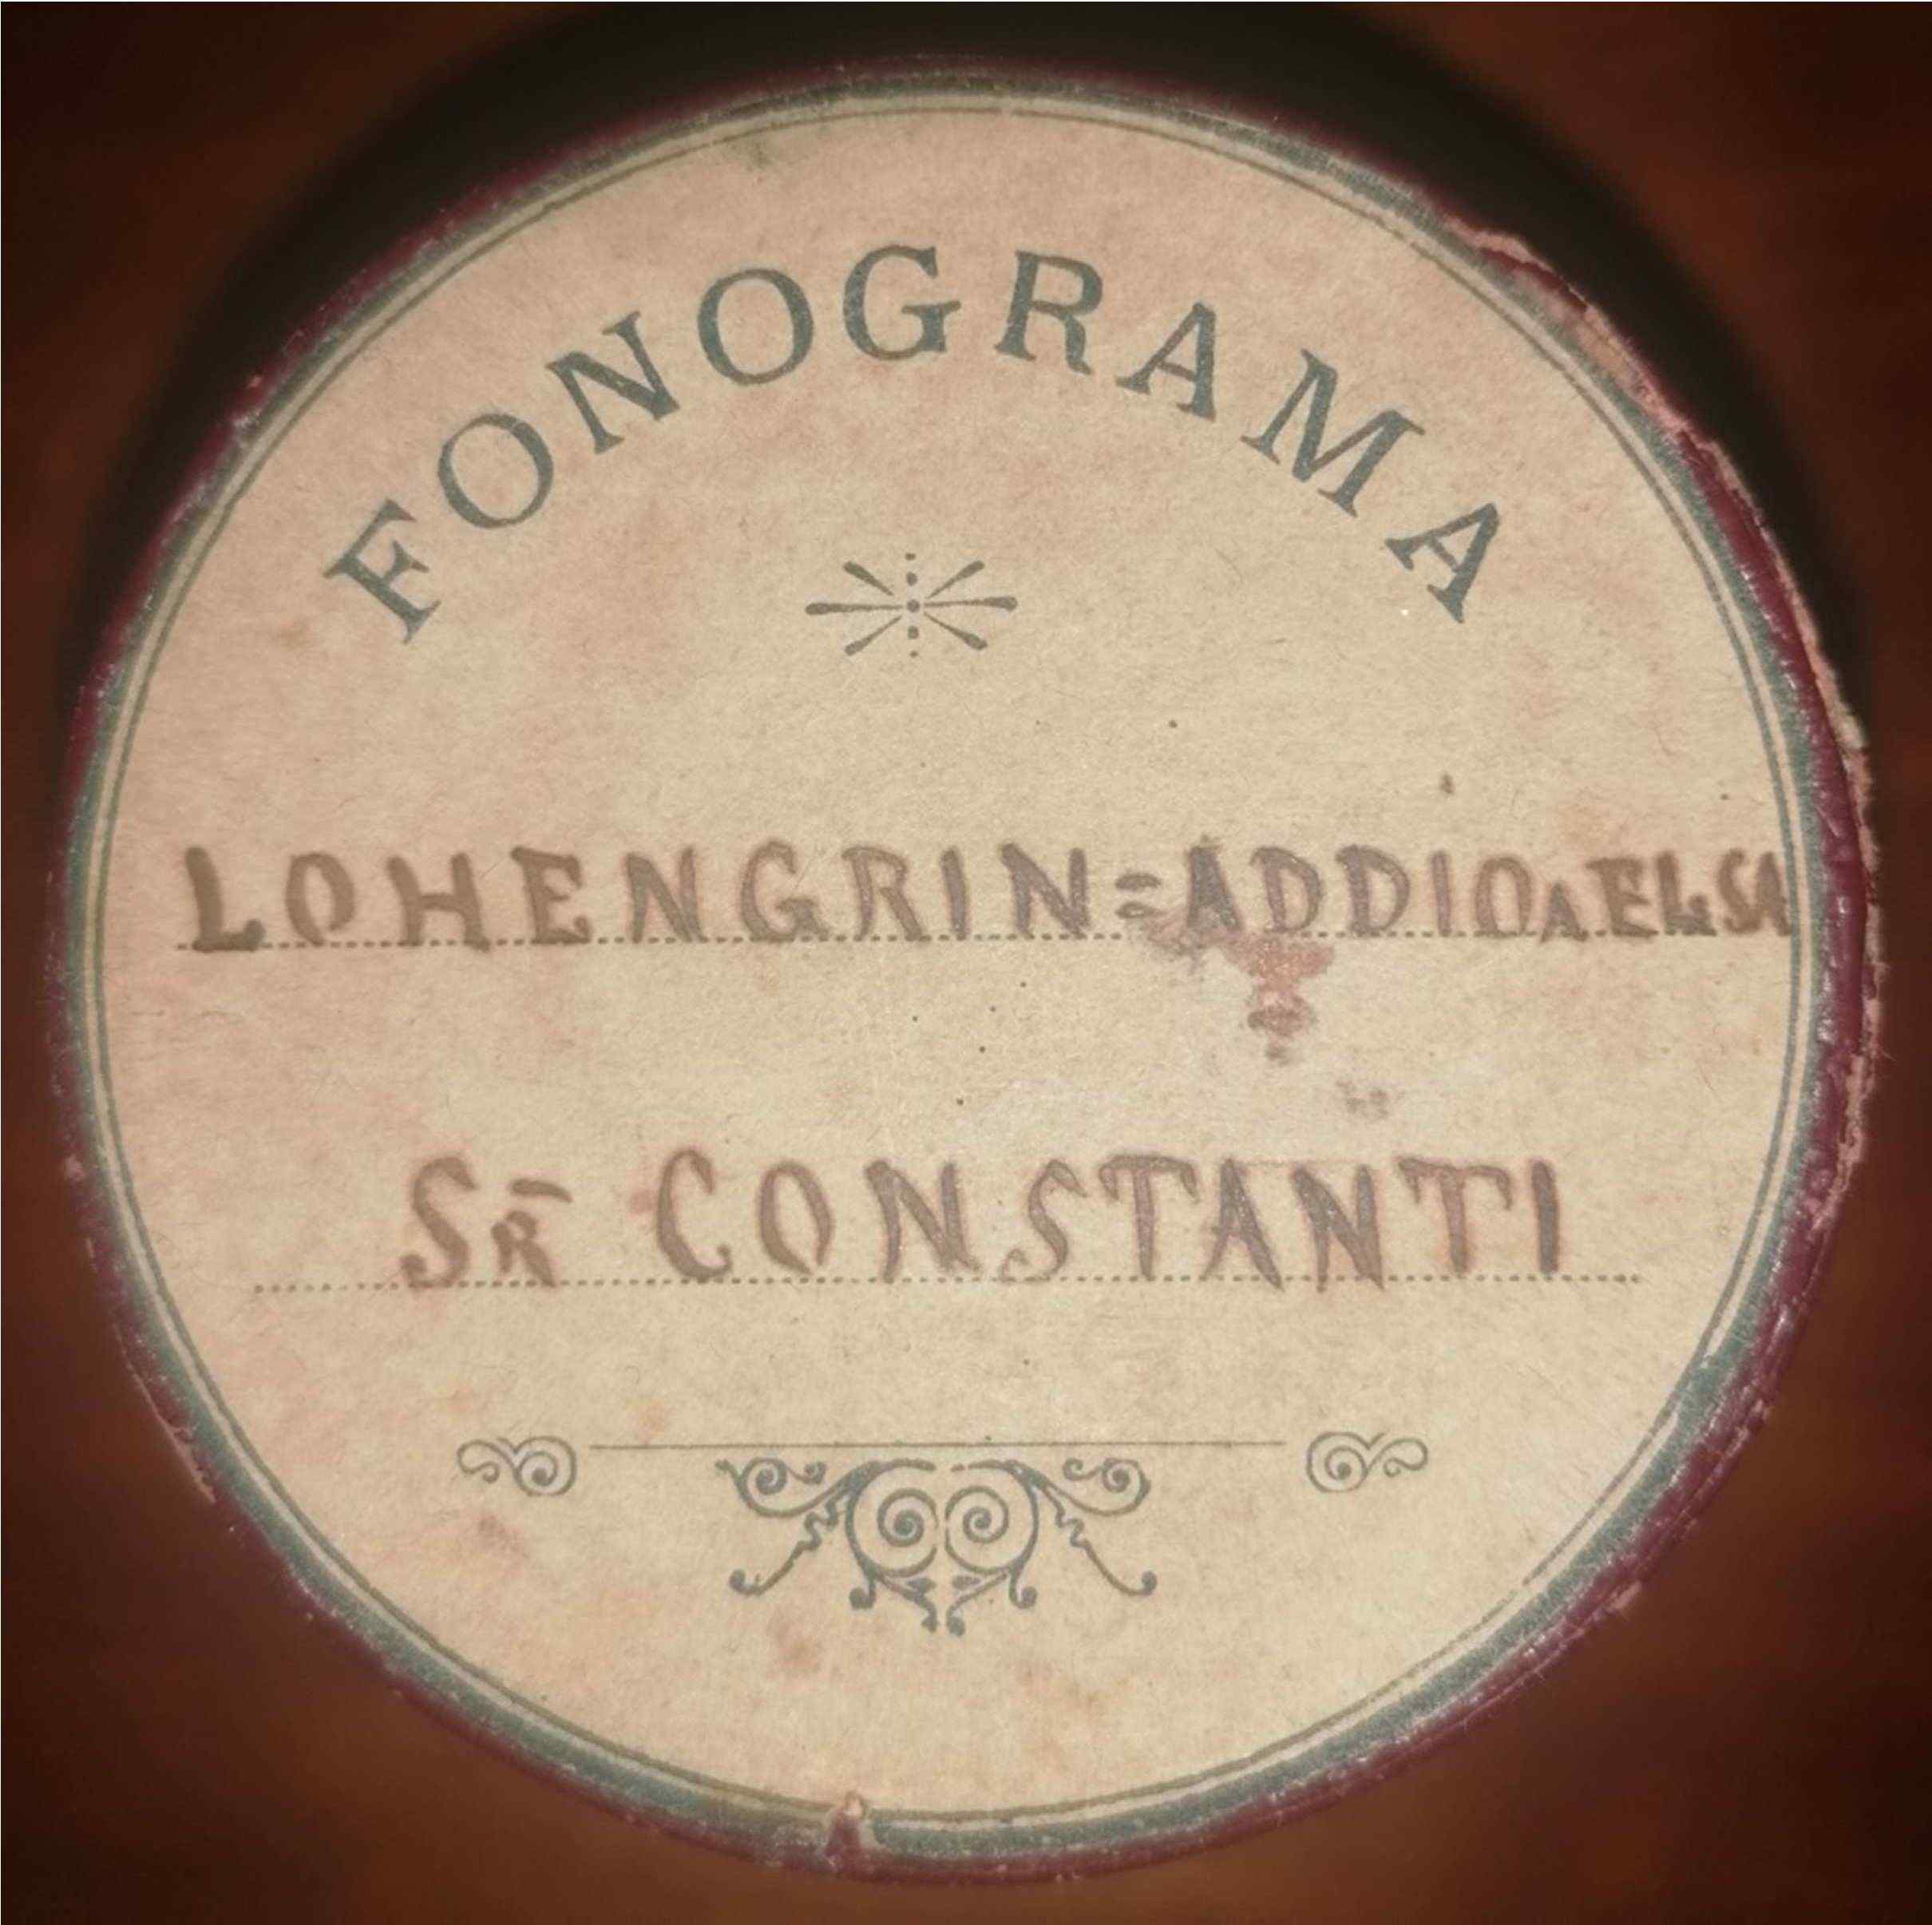 FONOGRAMA
LOHENGRIN=ADDIO A ELSA
SR CONSTANTI